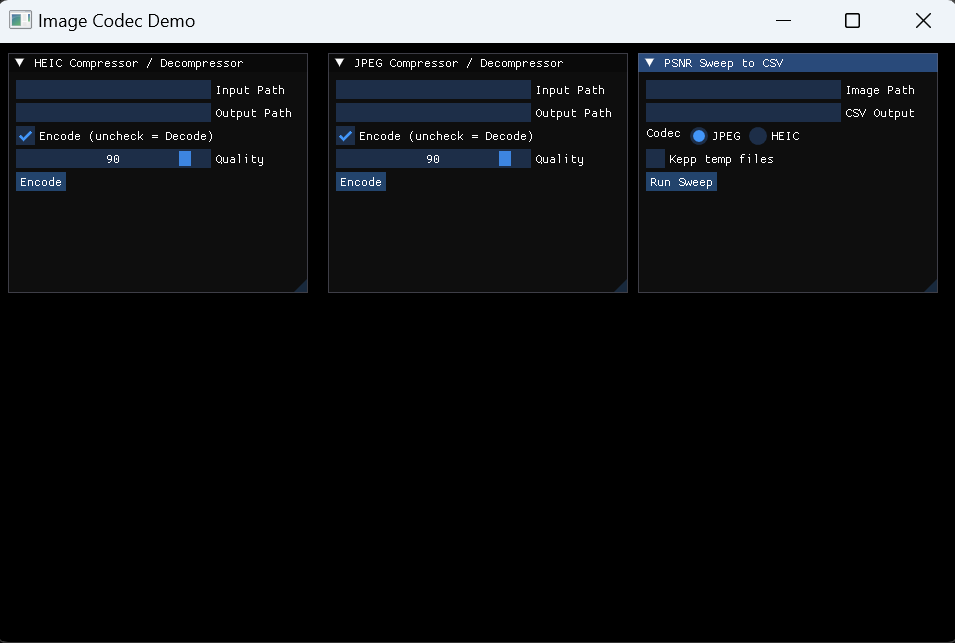 Image Codec Demo
HEIC Compressor / Decompressor
Input Path
Output Path
Encode (uncheck = Decode)
90 Quality
Encode
JPEG Compressor / Decompressor
Input Path
Output Path
Encode (uncheck = Decode)
90 Quality
Encode
PSNR Sweep to CSV
Image Path
CSV Output
Codec JPEG HEIC
Kepp temp files
Run Sweep